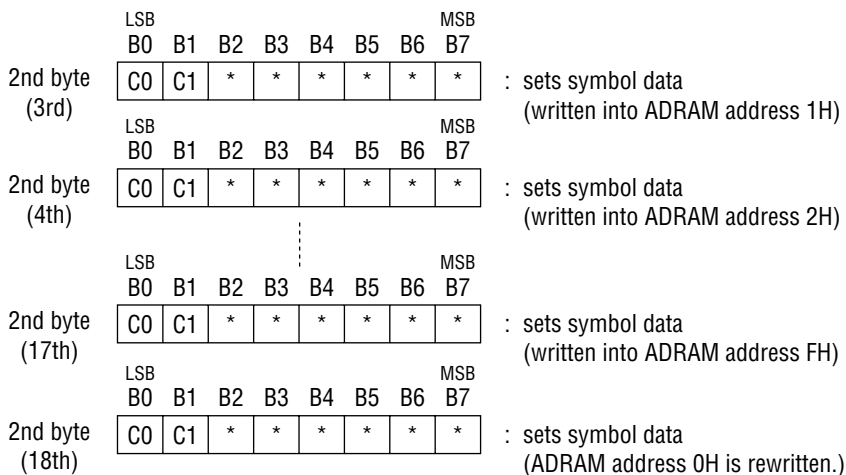 LSB MSB
B0 B1 B2 B3 B4 B5 B6 B7
2nd byte C0 C1 * * * * * * : sets symbol data
(3rd) (written into ADRAM address 1H)
LSB MSB
B0 B1 B2 B3 B4 B5 B6 B7
2nd byte C0 C1 * * * * * * : sets symbol data
(4th) (written into ADRAM address 2H)
LSB MSB
B0 B1 B2 B3 B4 B5 B6 B7
2nd byte C0 C1 * * * * * * : sets symbol data
(17th) (written into ADRAM address FH)
LSB MSB
B0 B1 B2 B3 B4 B5 B6 B7
2nd byte C0 C1 * * * * * * : sets symbol data
(18th) (ADRAM address 0H is rewritten.)